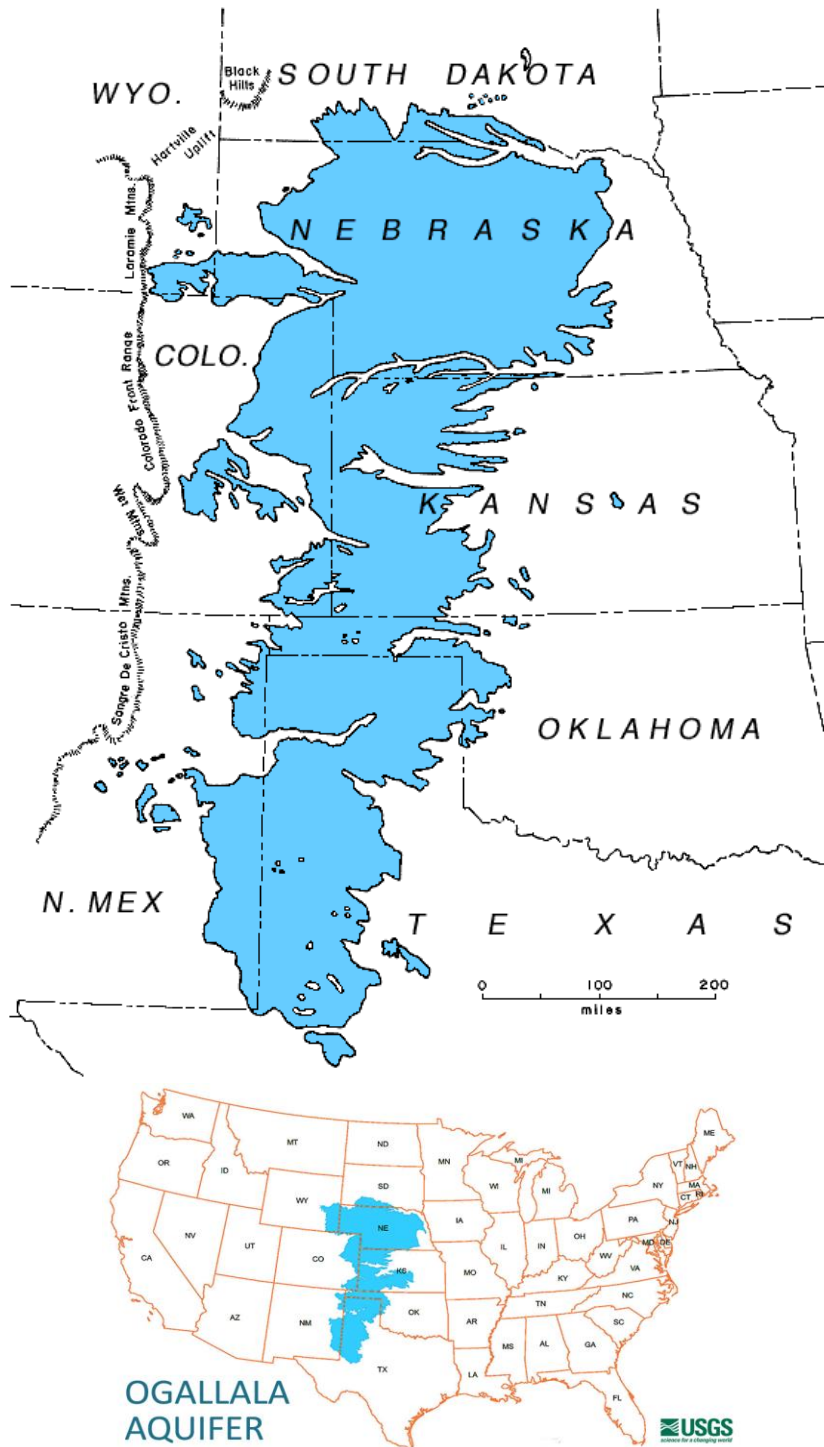 Black
Hills
SOUTH DAKOTA
WYO.
Hartville
Uplift
Laramie Mtns.
NEBRASKA
COLO.
Colorado Front Range
Wet Mtns.
KANSAS
Sangre De Cristo Mtns.
OKLAHOMA
N. MEX
TEXAS
0 100 200
miles
WA
MT
ND
MN
ME
OR
ID
SD
WI
MI
VT
NH
NY
MA
WY
CT
RI
IA
MI
PA
NJ
NV
NE
OH
UT
IL
IN
MD
DE
CO
WV
CA
KS
MO
VA
KY
NC
AZ
TN
NM
OK
AR
SC
MS
AL
GA
TX
LA
FL
OGALLALA
AQUIFER
USGS
science for a changing world